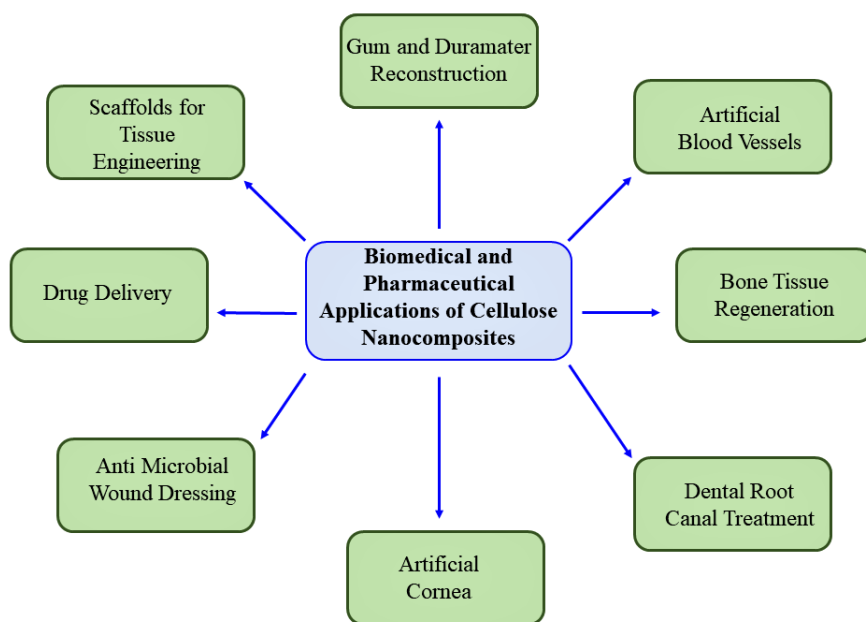 Gum and Duramater
Reconstruction
Scaffolds for
Tissue
Engineering
Artificial
Blood Vessels
Biomedical and
Pharmaceutical
Applications of Cellulose
Nanocomposites
Drug Delivery
Bone Tissue
Regeneration
Anti Microbial
Wound Dressing
Dental Root
Canal Treatment
Artificial
Cornea